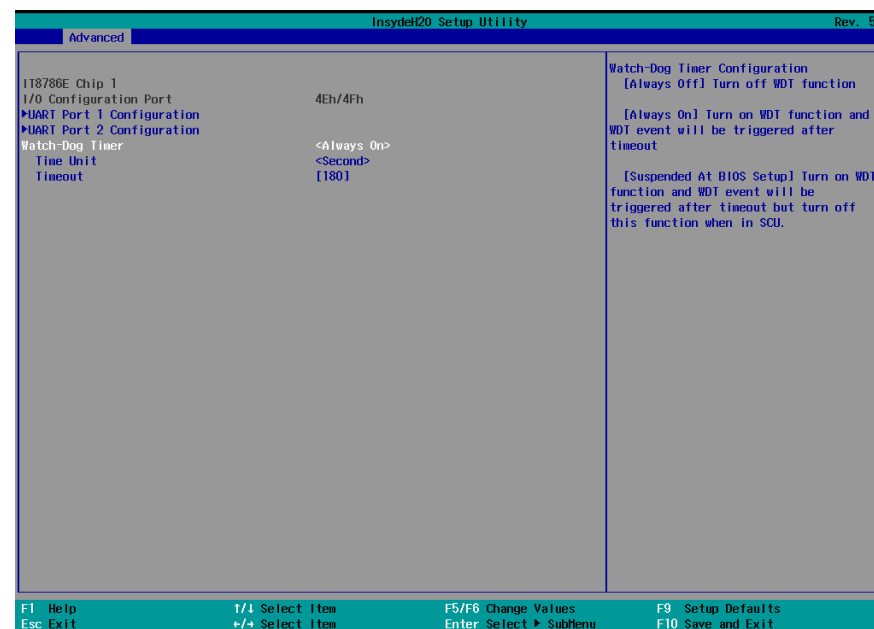 InsydeH20 Setup Utility Rev. 5
Advanced
IT8786E Chip 1
I/O Configuration Port 4Eh/4Fh
▶UART Port 1 Configuration
▶UART Port 2 Configuration
Watch-Dog Timer <Always On>
Time Unit <Second>
Timeout [180]
Watch-Dog Timer Configuration
[Always Off] Turn off WDT function
[Always On] Turn on WDT function and
WDT event will be triggered after
timeout
[Suspended At BIOS Setup] Turn on WDT
function and WDT event will be
triggered after timeout but turn off
this function when in SCU.
F1 Help ↑/↓ Select Item F5/F6 Change Values F9 Setup Defaults
Esc Exit ←/→ Select Item Enter Select ▶ SubMenu F10 Save and Exit